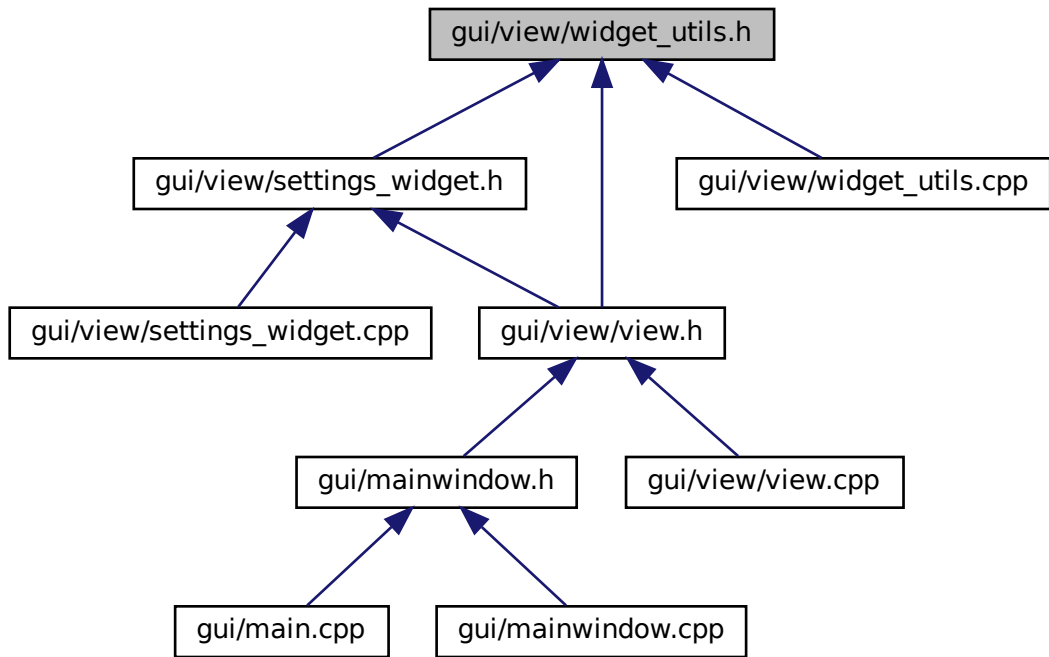 gui/view/widget_utils.h
gui/view/settings_widget.h
gui/view/widget_utils.cpp
gui/view/settings_widget.cpp
gui/view/view.h
gui/mainwindow.h
gui/view/view.cpp
gui/main.cpp
gui/mainwindow.cpp